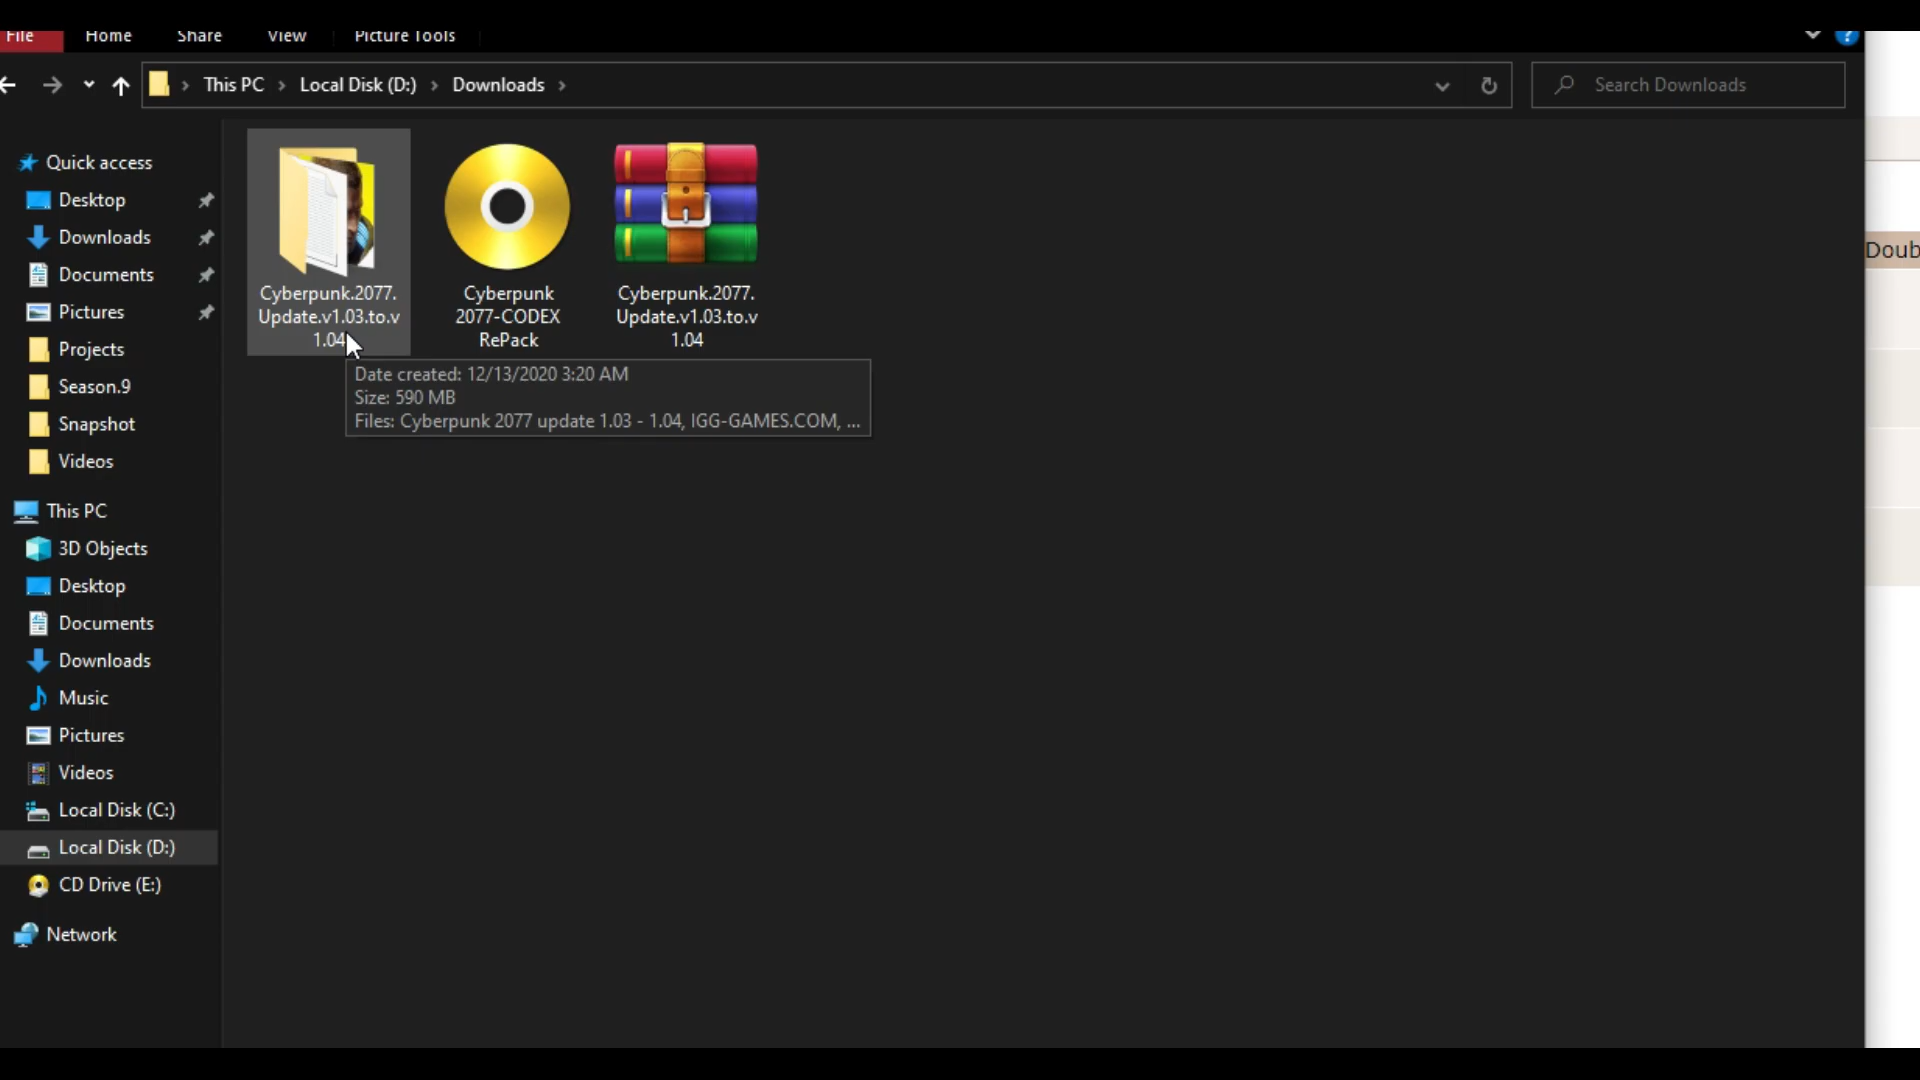 File Home Share View Picture Tools
This PC Local Disk (D:) Downloads
Search Downloads
Quick access
Desktop
Downloads
Documents
Pictures
Projects
Season.9
Snapshot
Videos
This PC
3D Objects
Desktop
Documents
Downloads
Music
Pictures
Videos
Local Disk (C:)
Local Disk (D:)
CD Drive (E:)
Network
Cyberpunk.2077.
Update.v1.03.to.v
1.04
Cyberpunk
2077-CODEX
RePack
Cyberpunk.2077.
Update.v1.03.to.v
1.04
Date created: 12/13/2020 3:20 AM
Size: 590 MB
Files: Cyberpunk 2077 update 1.03 - 1.04, IGG-GAMES.COM, ...
Doub